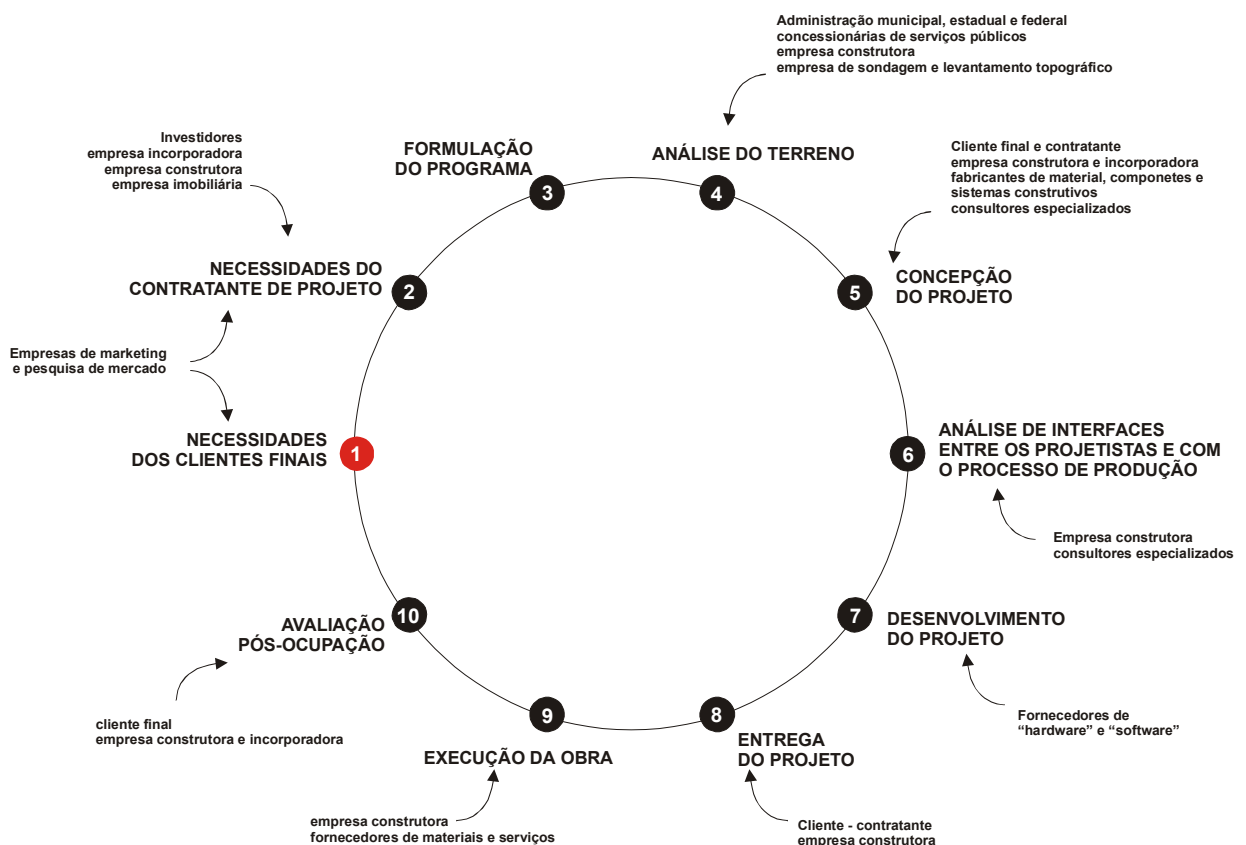 Administração municipal, estadual e federal
concessionárias de serviços públicos
empresa construtora
empresa de sondagem e levantamento topográfico
Investidores
empresa incorporadora
empresa construtora
empresa imobiliária
FORMULAÇÃO
DO PROGRAMA
3
ANÁLISE DO TERRENO
4
Cliente final e contratante
empresa construtora e incorporadora
fabricantes de material, componetes e
sistemas construtivos
consultores especializados
NECESSIDADES DO
CONTRATANTE DE PROJETO
2
5
CONCEPÇÃO
DO PROJETO
Empresas de marketing
e pesquisa de mercado
NECESSIDADES
DOS CLIENTES FINAIS
1
6
ANÁLISE DE INTERFACES
ENTRE OS PROJETISTAS E COM
O PROCESSO DE PRODUÇÃO
Empresa construtora
consultores especializados
AVALIAÇÃO
PÓS-OCUPAÇÃO
10
7
DESENVOLVIMENTO
DO PROJETO
cliente final
empresa construtora e incorporadora
Fornecedores de
“hardware” e “software”
9
EXECUÇÃO DA OBRA
8
ENTREGA
DO PROJETO
empresa construtora
fornecedores de materiais e serviços
Cliente - contratante
empresa construtora